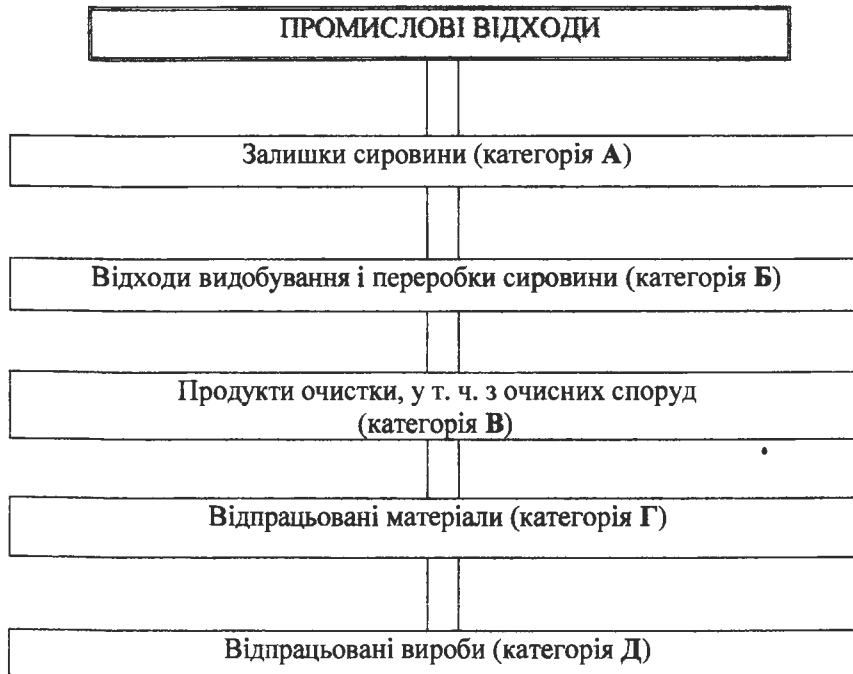 ПРОМИСЛОВІ ВІДХОДИ
Залишки сировини (категорія А)
Відходи видобування і переробки сировини (категорія Б)
Продукти очистки, у т. ч. з очисних споруд
(категорія В)
Відпрацьовані матеріали (категорія Г)
Відпрацьовані вироби (категорія Д)